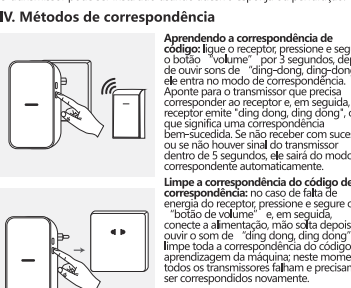 IV. Métodos de correspondência
Aprendendo a correspondência de
código: ligue o receptor, pressione e seg
o botão "volume" por 3 segundos, dep
de ouvir sons de "ding-dong, ding-dong
ele entra no modo de correspondência.
Aponte para o transmissor que precisa
corresponder ao receptor e, em seguida,
receptor emite "ding dong, ding dong", o
que significa uma correspondência
bem-sucedida. Se não receber com suces
ou se não houver sinal do transmissor
dentro de 5 segundos, ele sairá do modo
correspondente automaticamente.
Limpe a correspondência do código de
correspondência: no caso de falta de
energia do receptor, pressione e segure o
"botão de volume" e, em seguida,
conecte a alimentação, mão solta depois
ouvir o som de "ding dong, ding dong"
limpe toda a correspondência do código
aprendizagem da máquina; neste mome
todos os transmissores falham e precisam
ser correspondidos novamente.